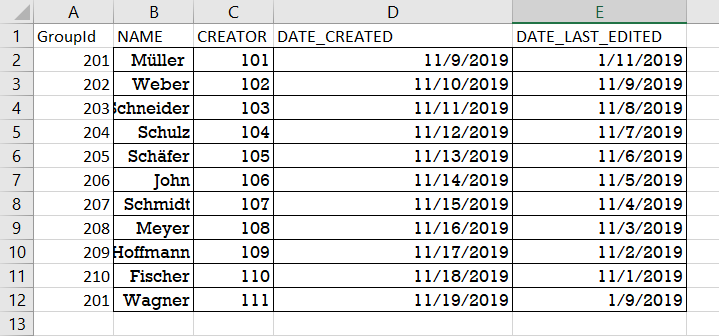 A B C D E
1 GroupId NAME CREATOR DATE_CREATED DATE_LAST_EDITED
2 201 Müller 101 11/9/2019 1/11/2019
3 202 Weber 102 11/10/2019 11/9/2019
4 203 Schneider 103 11/11/2019 11/8/2019
5 204 Schulz 104 11/12/2019 11/7/2019
6 205 Schäfer 105 11/13/2019 11/6/2019
7 206 John 106 11/14/2019 11/5/2019
8 207 Schmidt 107 11/15/2019 11/4/2019
9 208 Meyer 108 11/16/2019 11/3/2019
10 209 Hoffmann 109 11/17/2019 11/2/2019
11 210 Fischer 110 11/18/2019 11/1/2019
12 201 Wagner 111 11/19/2019 1/9/2019
13